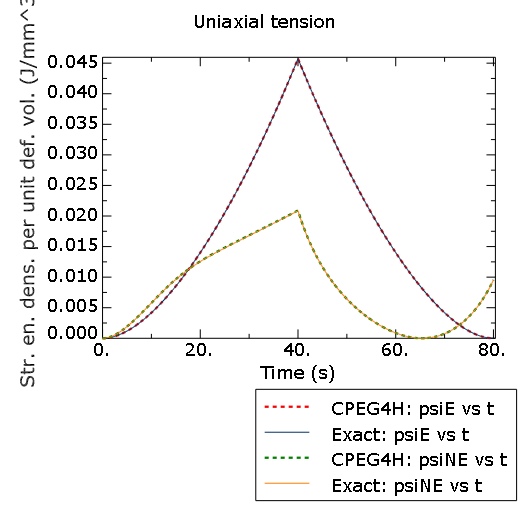 Uniaxial tension
Str. en. dens. per unit def. vol. (J/mm^3
0.045
0.040
0.035
0.030
0.025
0.020
0.015
0.010
0.005
0.000
0. 20. 40. 60. 80.
Time (s)
CPEG4H: psiE vs t
Exact: psiE vs t
CPEG4H: psiNE vs t
Exact: psiNE vs t